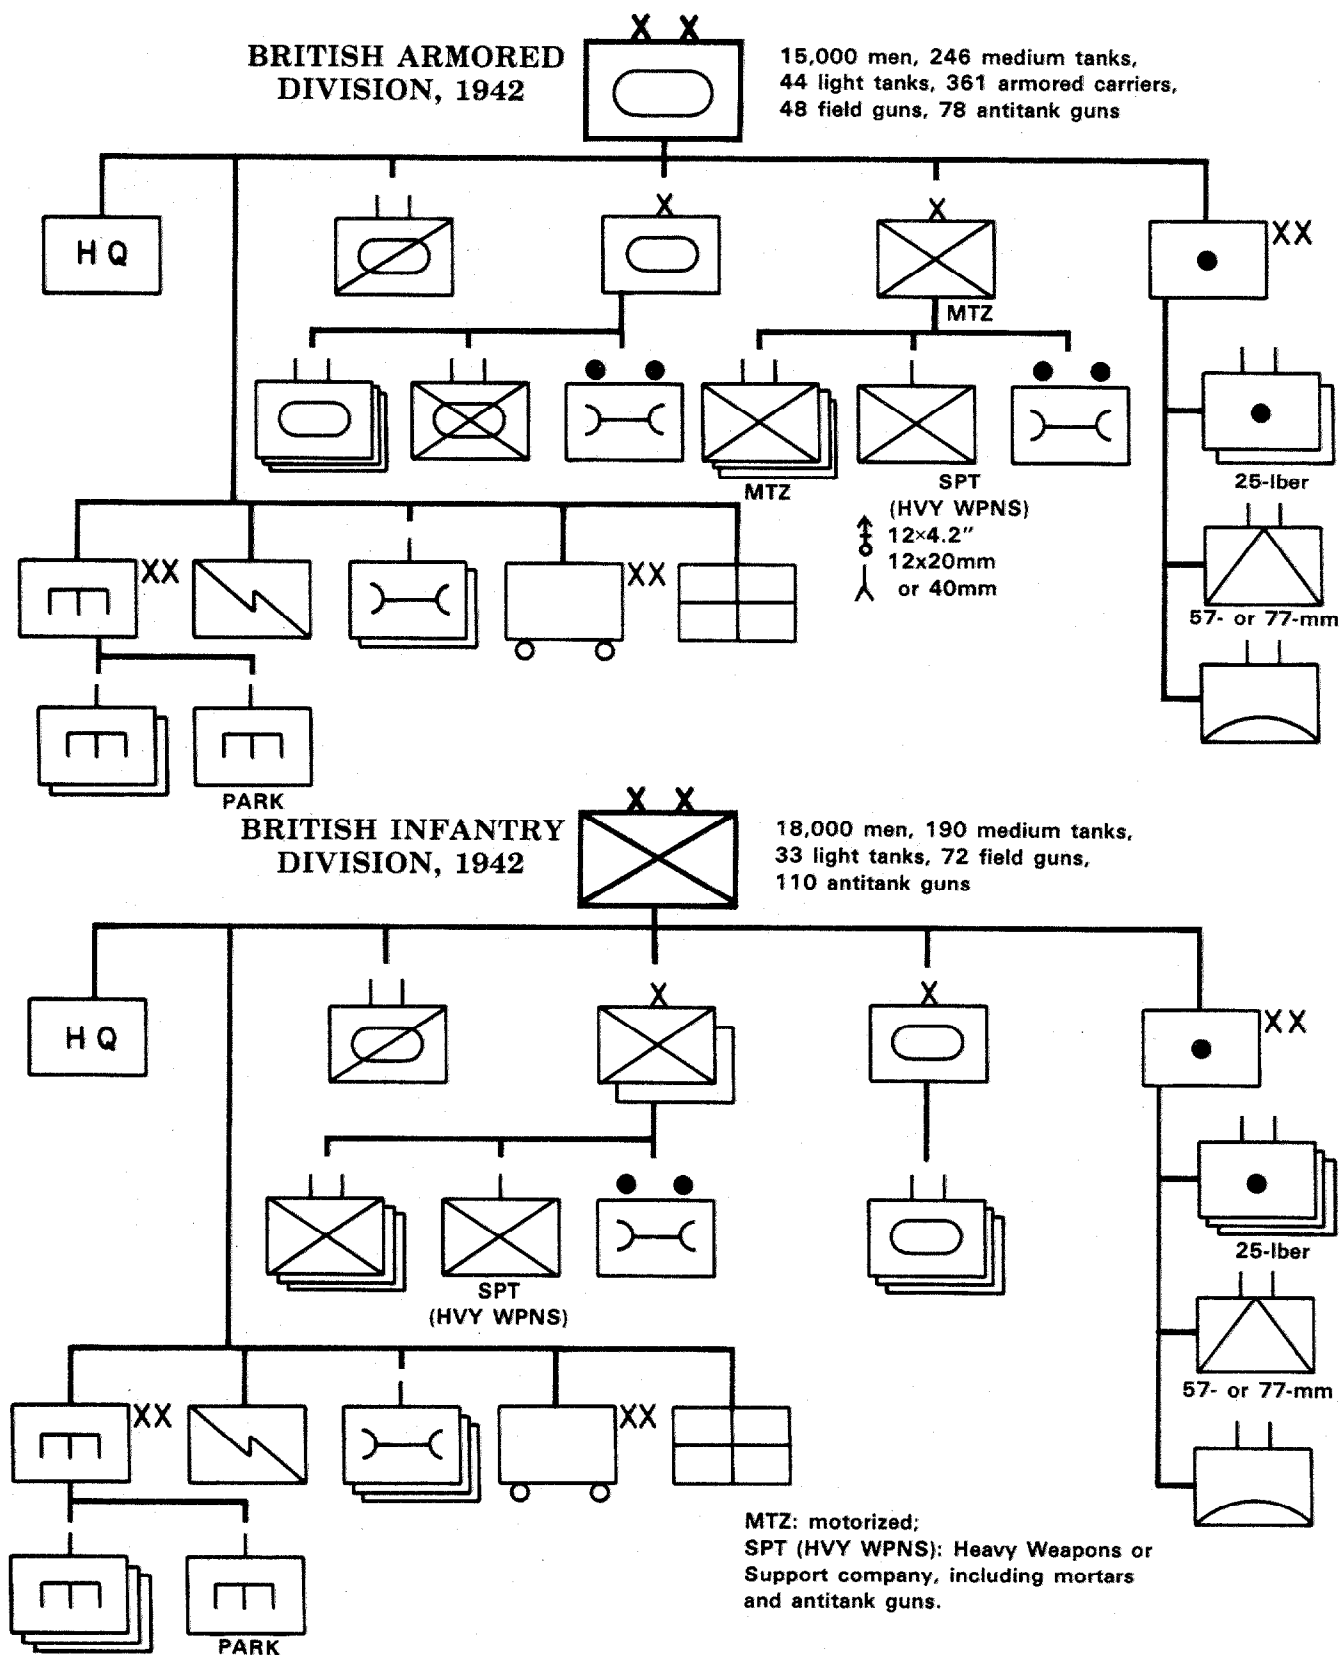 X X
BRITISH ARMORED
DIVISION, 1942
15,000 men, 246 medium tanks,
44 light tanks, 361 armored carriers,
48 field guns, 78 antitank guns
HQ
X
X
XX
MTZ
MTZ
SPT
(HVY WPNS)
12×4.2"
12x20mm
or 40mm
25-lber
57- or 77-mm
XX
XX
PARK
X X
BRITISH INFANTRY
DIVISION, 1942
18,000 men, 190 medium tanks,
33 light tanks, 72 field guns,
110 antitank guns
HQ
X
X
XX
SPT
(HVY WPNS)
25-lber
57- or 77-mm
XX
XX
PARK
MTZ: motorized;
SPT (HVY WPNS): Heavy Weapons or
Support company, including mortars
and antitank guns.